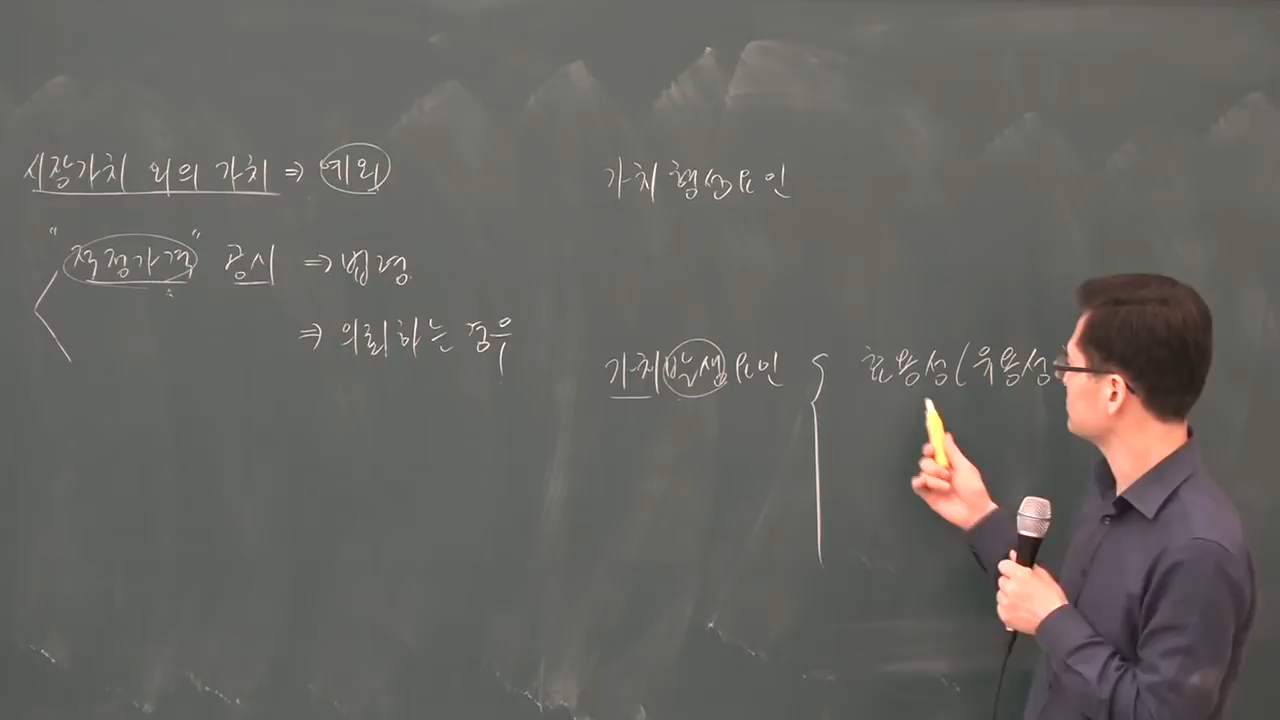 시장가치 외의 가치 ⇒ 예외
"적정가격" 공시 ⇒ 법령
⇒ 의뢰하는 경우
가치형성요인
가치발생요인 { 효용성(유용성